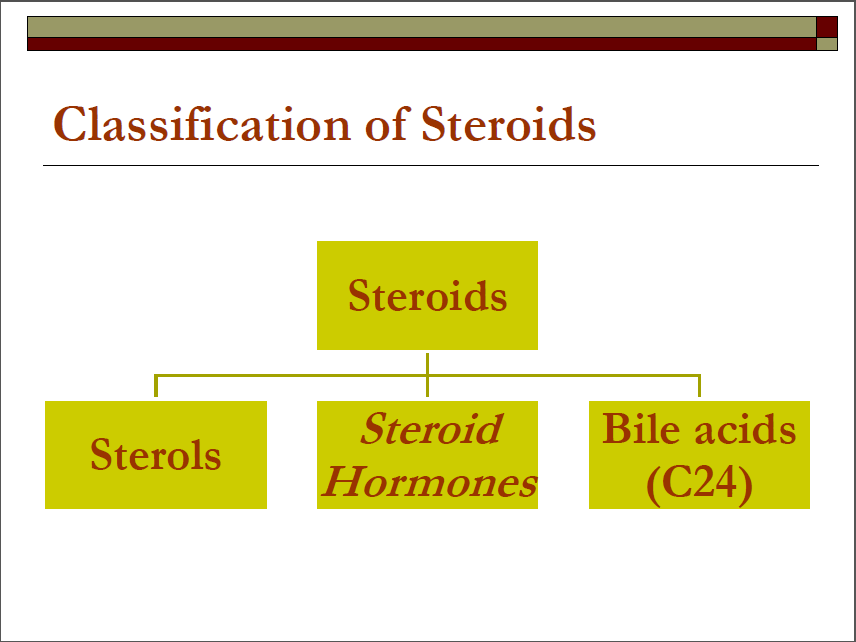 Classification of Steroids
Steroids
Sterols
Steroid
Hormones
Bile acids
(C24)